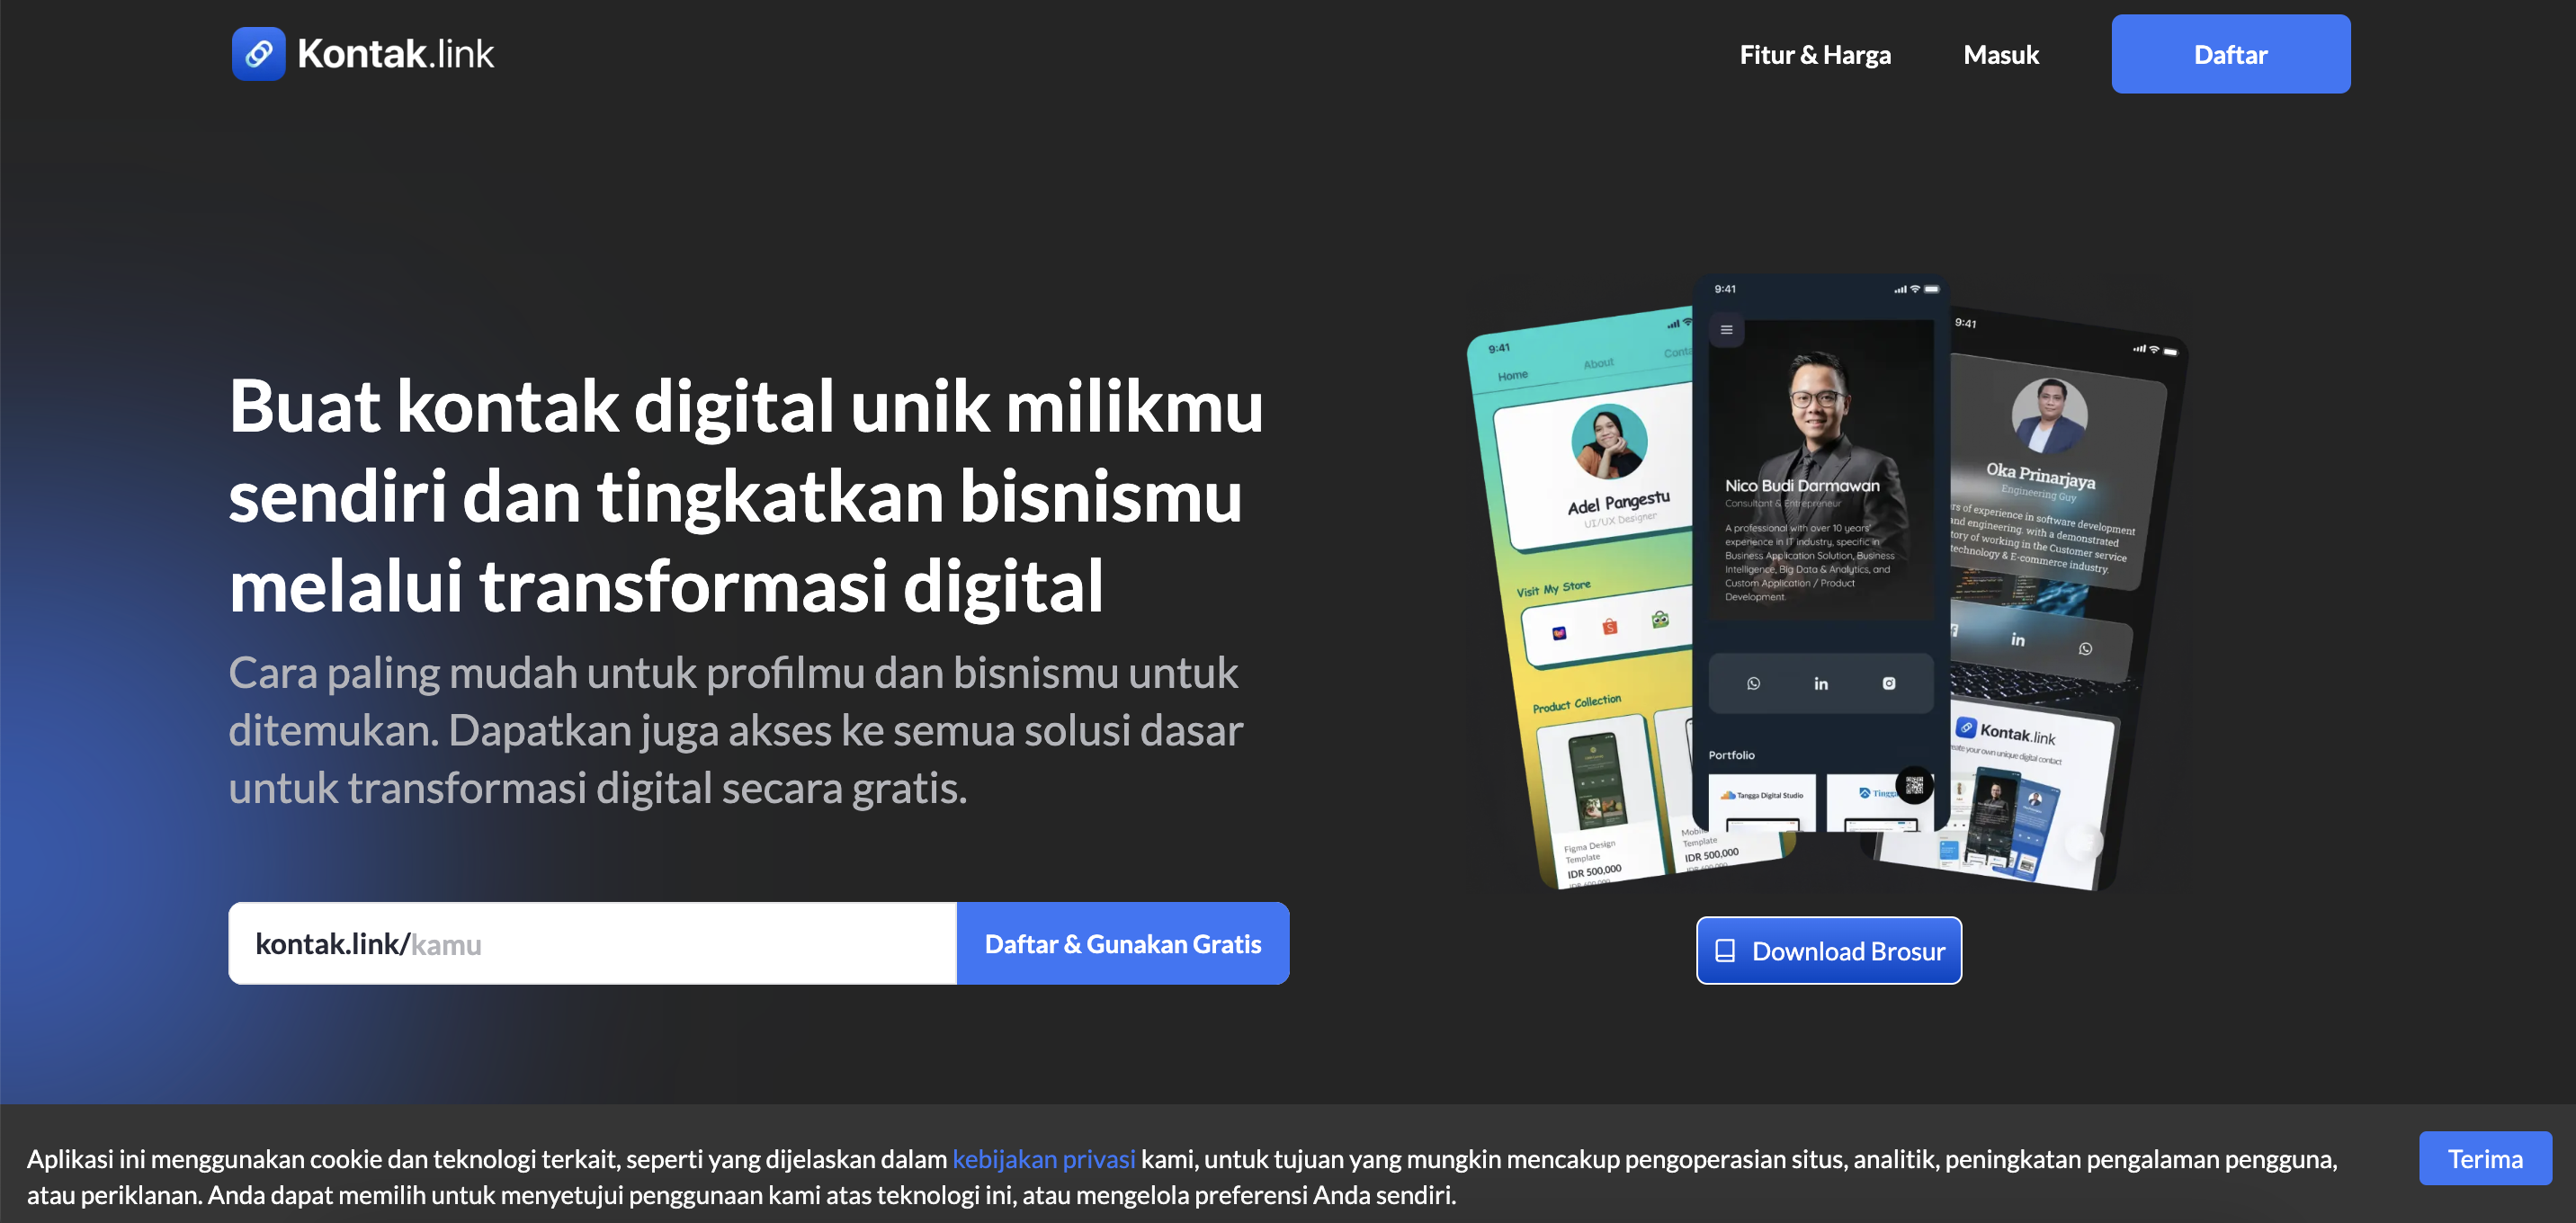 Kontak.link
Fitur & Harga
Masuk
Daftar
Buat kontak digital unik milikmu
sendiri dan tingkatkan bisnismu
melalui transformasi digital
Cara paling mudah untuk profilmu dan bisnismu untuk
ditemukan. Dapatkan juga akses ke semua solusi dasar
untuk transformasi digital secara gratis.
kontak.link/kamu
Daftar & Gunakan Gratis
9:41
Home
About
Adel Pangestu
UI/UX Designer
Visit My Store
Product Collection
Figma Design
Template
IDR 500,000
Template
IDR 500,000
9:41
Nico Budi Darmawan
Consultant & Entrepreneur
A professional with over 10 years'
experience in IT Industry, specific in
Business Application Solution, Business
Intelligence, Big Data & Analytics, and
Custom Application / Product
Development.
Portfolio
Tangga Digital Studio
9:41
Oka Prinarjaya
Engineering Guy
of experience in software development
and engineering. with a demonstrated
of working in the Customer service
technology & E-commerce industry.
Kontak.link
your own unique digital contact
Download Brosur
Aplikasi ini menggunakan cookie dan teknologi terkait, seperti yang dijelaskan dalam kebijakan privasi kami, untuk tujuan yang mungkin mencakup pengoperasian situs, analitik, peningkatan pengalaman pengguna,
atau periklanan. Anda dapat memilih untuk menyetujui penggunaan kami atas teknologi ini, atau mengelola preferensi Anda sendiri.
Terima